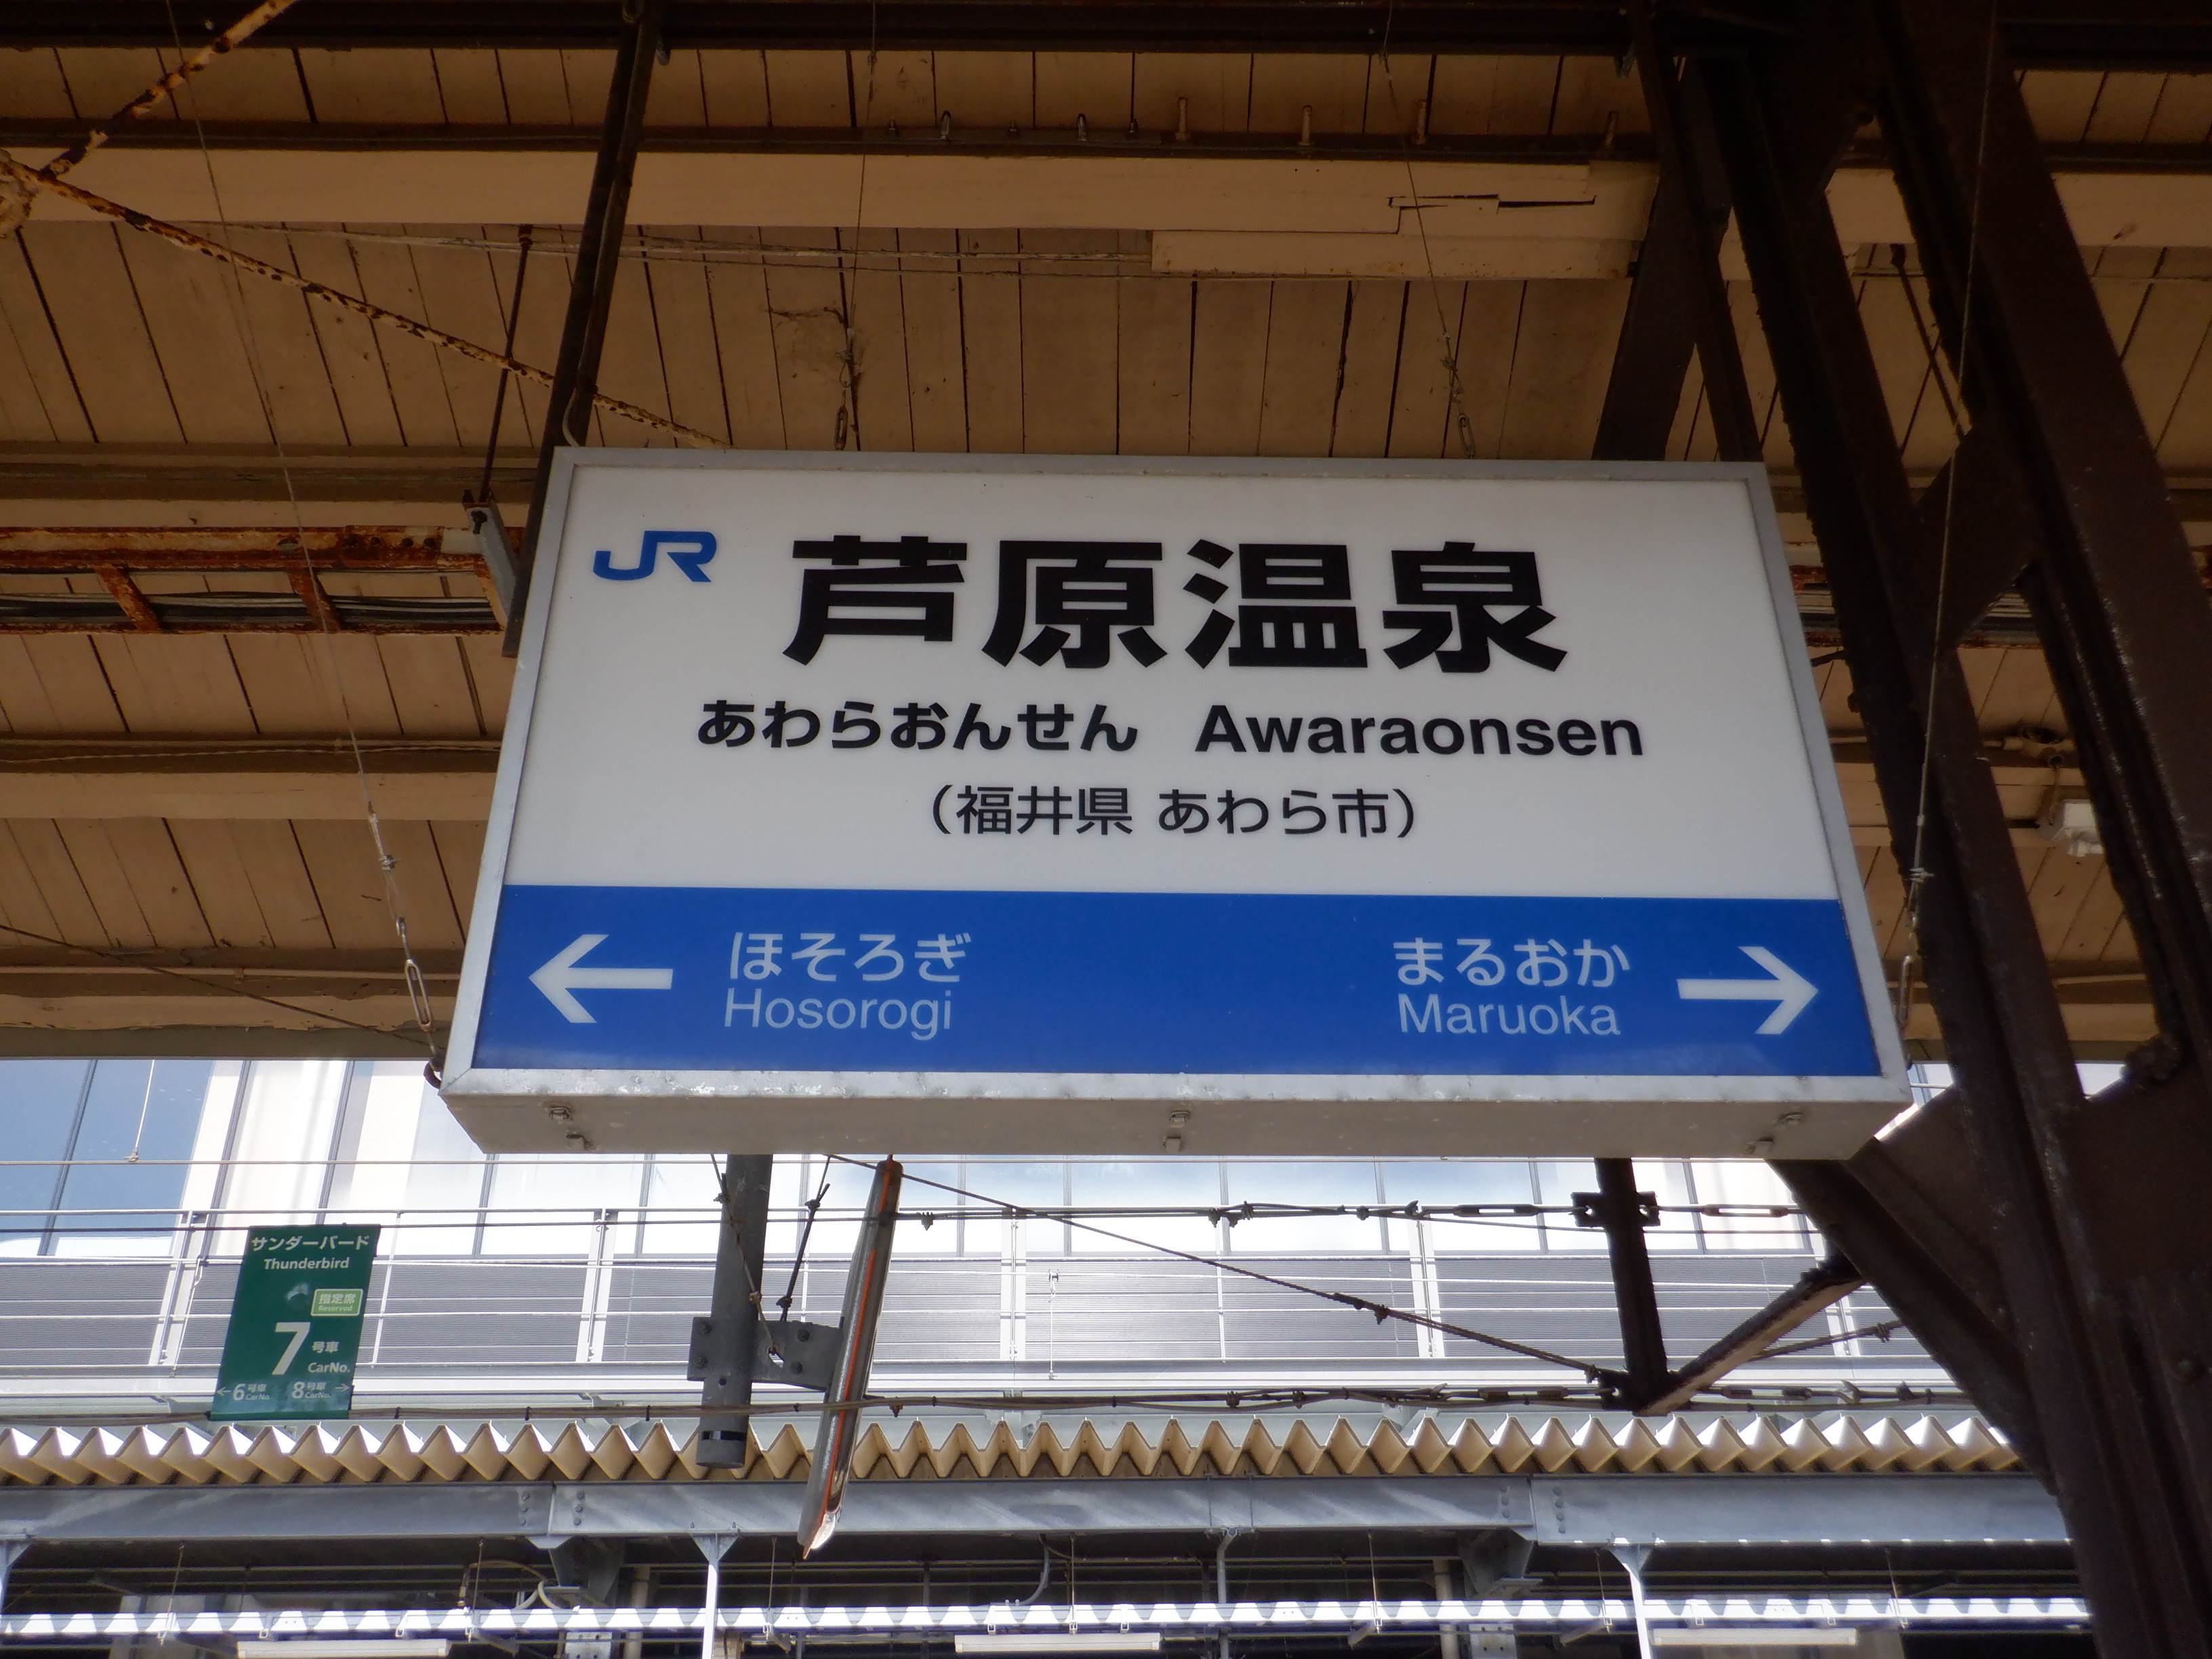 JR 芦原温泉
あわらおんせん Awaraonsen
（福井県 あわら市）
← ほそろぎ
Hosorogi
まるおか →
Maruoka
サンダーバード
Thunderbird
指定席
Reserved
7 号車
CarNo.
←6 号車 CarNo. 8 号車 CarNo. →